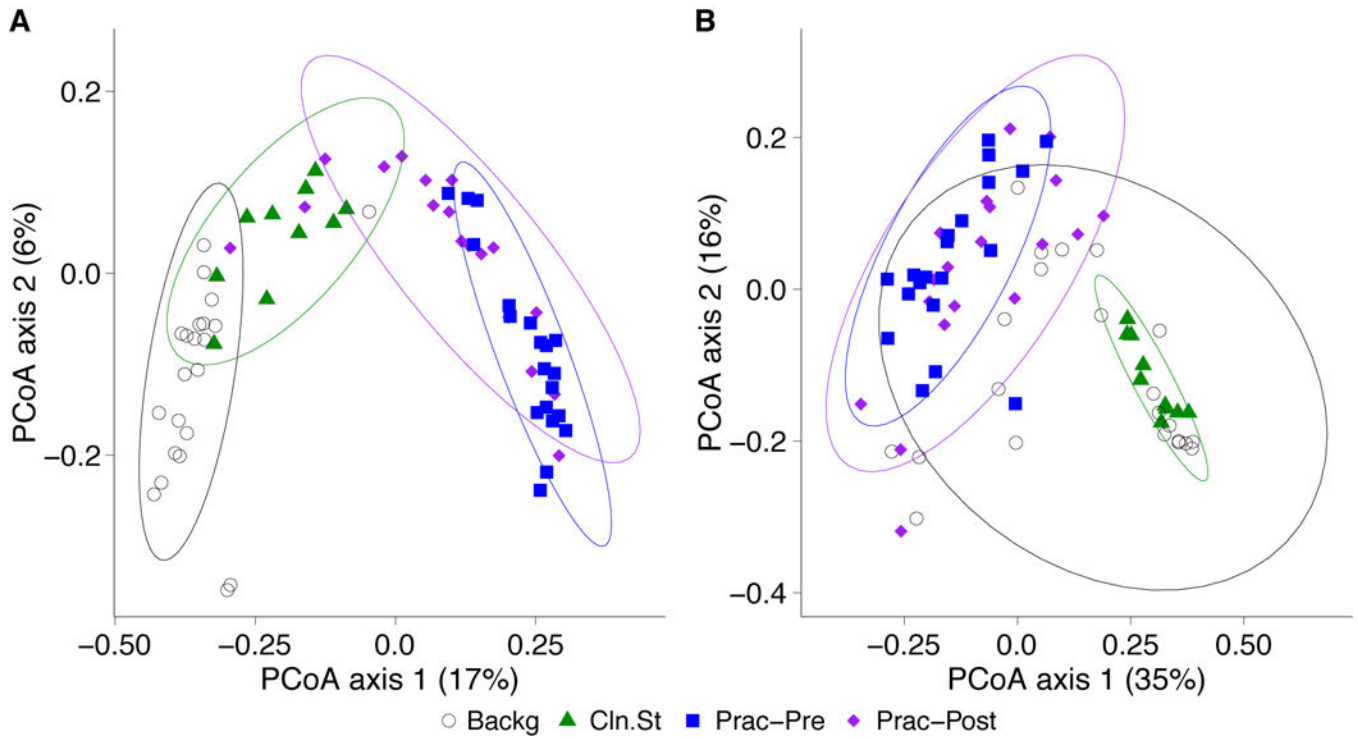 A
B
0.2
0.0
−0.2
PCoA axis 2 (6%)
−0.50
−0.25
0.0
0.25
PCoA axis 1 (17%)
0.2
0.0
−0.2
−0.4
PCoA axis 2 (16%)
−0.25
0.0
0.25
0.50
PCoA axis 1 (35%)
Backg Cln.St Prac−Pre Prac−Post